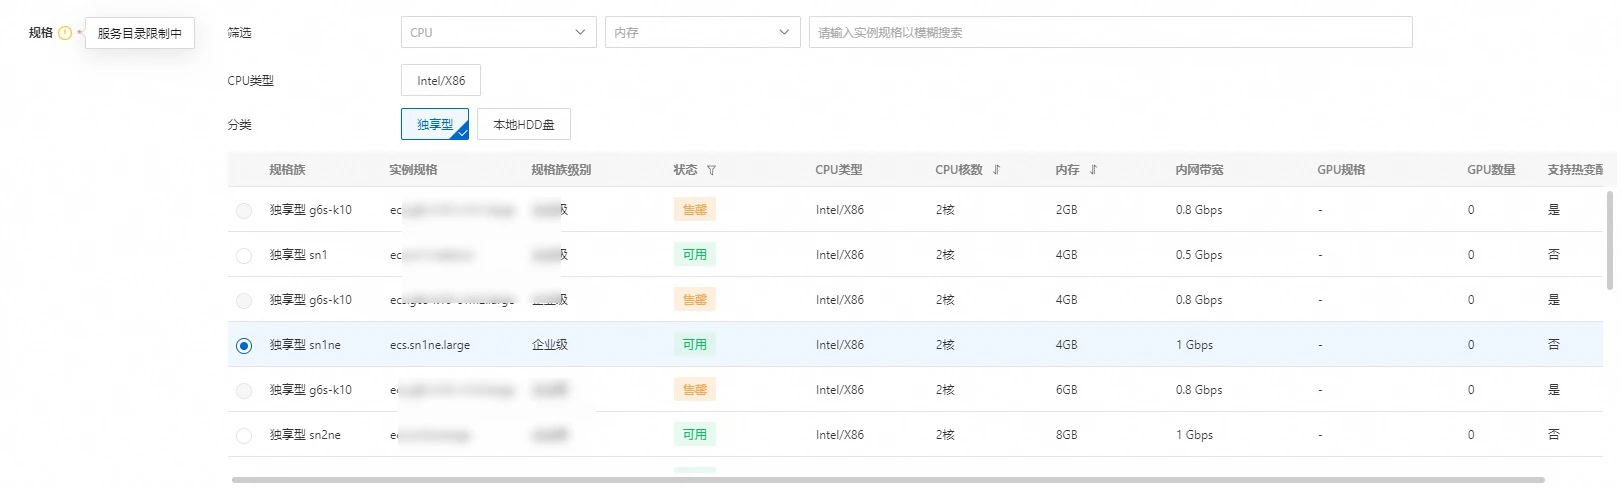 规格 * 服务目录限制中 筛选 CPU 内存 请输入实例规格以模糊搜索
CPU类型 Intel/X86
分类 独享型 本地HDD盘
规格族 实例规格 规格族级别 状态 CPU类型 CPU核数 内存 内网带宽 GPU规格 GPU数量 支持热变配
独享型 g6s-k10 ec 级 售罄 Intel/X86 2核 2GB 0.8 Gbps - 0 是
独享型 sn1 ec 级 可用 Intel/X86 2核 4GB 0.5 Gbps - 0 否
独享型 g6s-k10 企业级 售罄 Intel/X86 2核 4GB 0.8 Gbps - 0 是
独享型 sn1ne ecs.sn1ne.large 企业级 可用 Intel/X86 2核 4GB 1 Gbps - 0 否
独享型 g6s-k10 售罄 Intel/X86 2核 6GB 0.8 Gbps - 0 是
独享型 sn2ne 可用 Intel/X86 2核 8GB 1 Gbps - 0 否